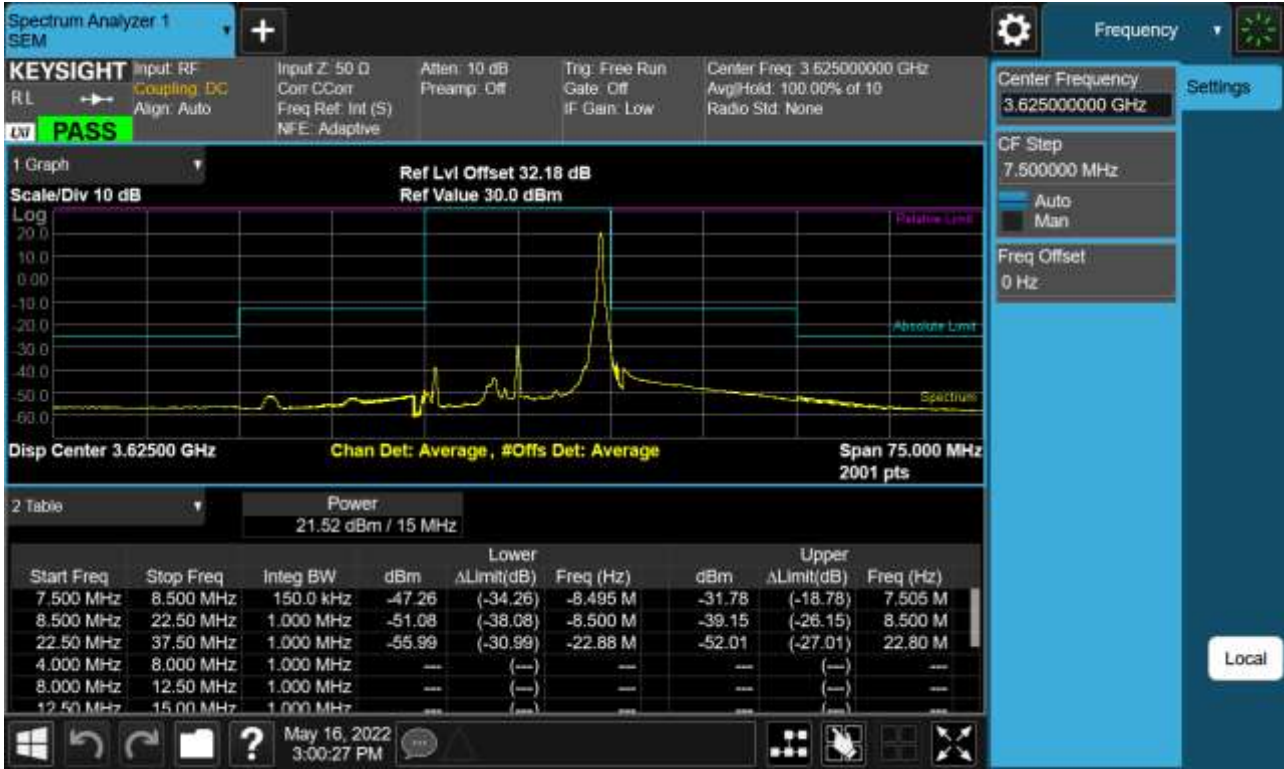 Spectrum Analyzer 1
SEM
+
Frequency
KEYSIGHT
RL
LXI
PASS
Input: RF
Coupling: DC
Align: Auto
Input Z: 50 Ω
Corr CCorr
Freq Ref: Int (S)
NFE: Adaptive
Atten: 10 dB
Preamp: Off
Trig: Free Run
Gate: Off
IF Gain: Low
Center Freq: 3.625000000 GHz
Avg|Hold: 100.00% of 10
Radio Std: None
Center Frequency
3.625000000 GHz
Settings
CF Step
7.500000 MHz
Auto
Man
Freq Offset
0 Hz
1 Graph
Scale/Div 10 dB
Ref Lvl Offset 32.18 dB
Ref Value 30.0 dBm
Log
20.0
10.0
0.00
-10.0
-20.0
-30.0
-40.0
-50.0
-60.0
Relative Limit
Absolute Limit
Spectrum
Disp Center 3.62500 GHz
Chan Det: Average, #Offs Det: Average
Span 75.000 MHz
2001 pts
2 Table
Power
21.52 dBm / 15 MHz
Lower Upper
Start Freq Stop Freq Integ BW dBm ΔLimit(dB) Freq (Hz) dBm ΔLimit(dB) Freq (Hz)
7.500 MHz 8.500 MHz 150.0 kHz -47.26 (-34.26) -8.495 M -31.78 (-18.78) 7.505 M
8.500 MHz 22.50 MHz 1.000 MHz -51.08 (-38.08) -8.500 M -39.15 (-26.15) 8.500 M
22.50 MHz 37.50 MHz 1.000 MHz -55.99 (-30.99) -22.88 M -52.01 (-27.01) 22.80 M
4.000 MHz 8.000 MHz 1.000 MHz --- (---) --- --- (---) ---
8.000 MHz 12.50 MHz 1.000 MHz --- (---) --- --- (---) ---
12.50 MHz 15.00 MHz 1.000 MHz --- (---) --- --- (---) ---
Local
?
May 16, 2022
3:00:27 PM